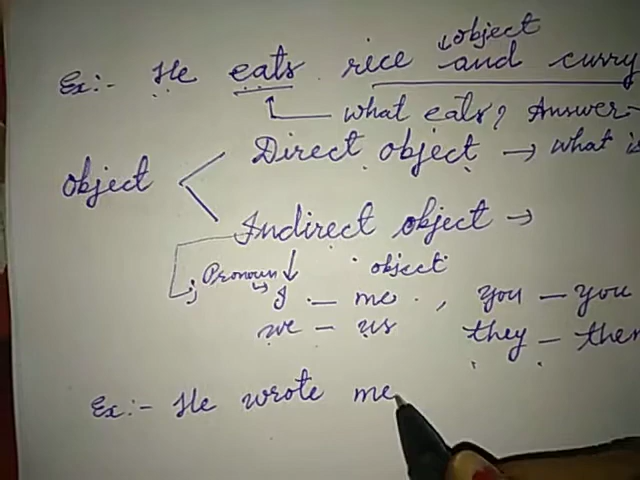 object
Ex:- He eats rice and curry
what eats? Answer-
Direct object → what is
object
Indirect object →
Pronoun object
I - me , you - you
we - us they - them
Ex:- He wrote me